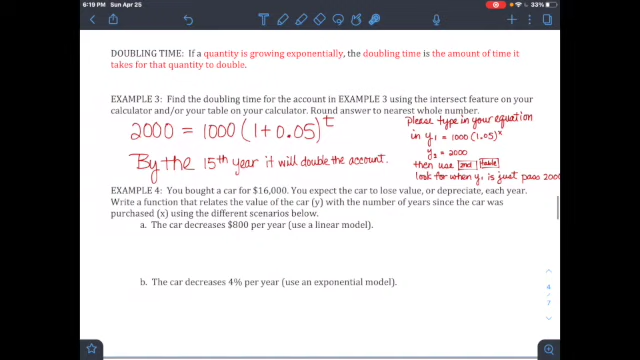 6:19 PM Sun Apr 25
33%
DOUBLING TIME: If a quantity is growing exponentially, the doubling time is the amount of time it
takes for that quantity to double.
EXAMPLE 3: Find the doubling time for the account in EXAMPLE 3 using the intersect feature on your
calculator and/or your table on your calculator. Round answer to nearest whole number.
2000 = 1000 (1 + 0.05)^t
By the 15th year it will double the account.
Please type in your equation
in y₁ = 1000 (1.05)^x
y₂ = 2000
then use 2nd table
look for when y₁ is just pass 2000
EXAMPLE 4: You bought a car for $16,000. You expect the car to lose value, or depreciate, each year.
Write a function that relates the value of the car (y) with the number of years since the car was
purchased (x) using the different scenarios below.
a. The car decreases $800 per year (use a linear model).
b. The car decreases 4% per year (use an exponential model).
4
/
7